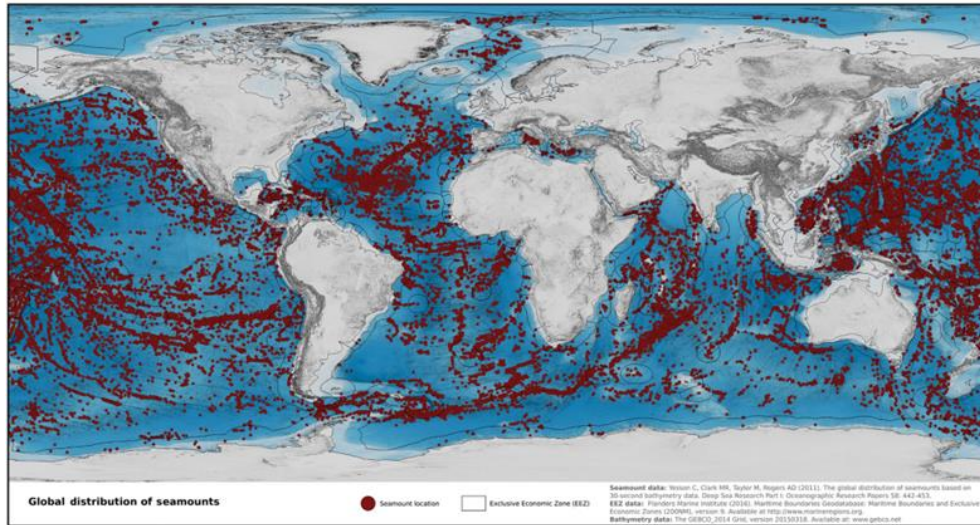 Global distribution of seamounts
Seamount location
Exclusive Economic Zone (EEZ)
Seamount data: Yesson C, Clark MR, Taylor M, Rogers AD (2011). The global distribution of seamounts based on
30-second bathymetry data. Deep Sea Research Part I: Oceanographic Research Papers 58: 442-453.
EEZ data: Flanders Marine Institute (2016). Maritime Boundaries Geodatabase: Maritime Boundaries and Exclusive
Economic Zones (200NM), version 9. Available at http://www.marineregions.org.
Bathymetry data: The GEBCO_2014 Grid, version 20150318. Available at www.gebco.net